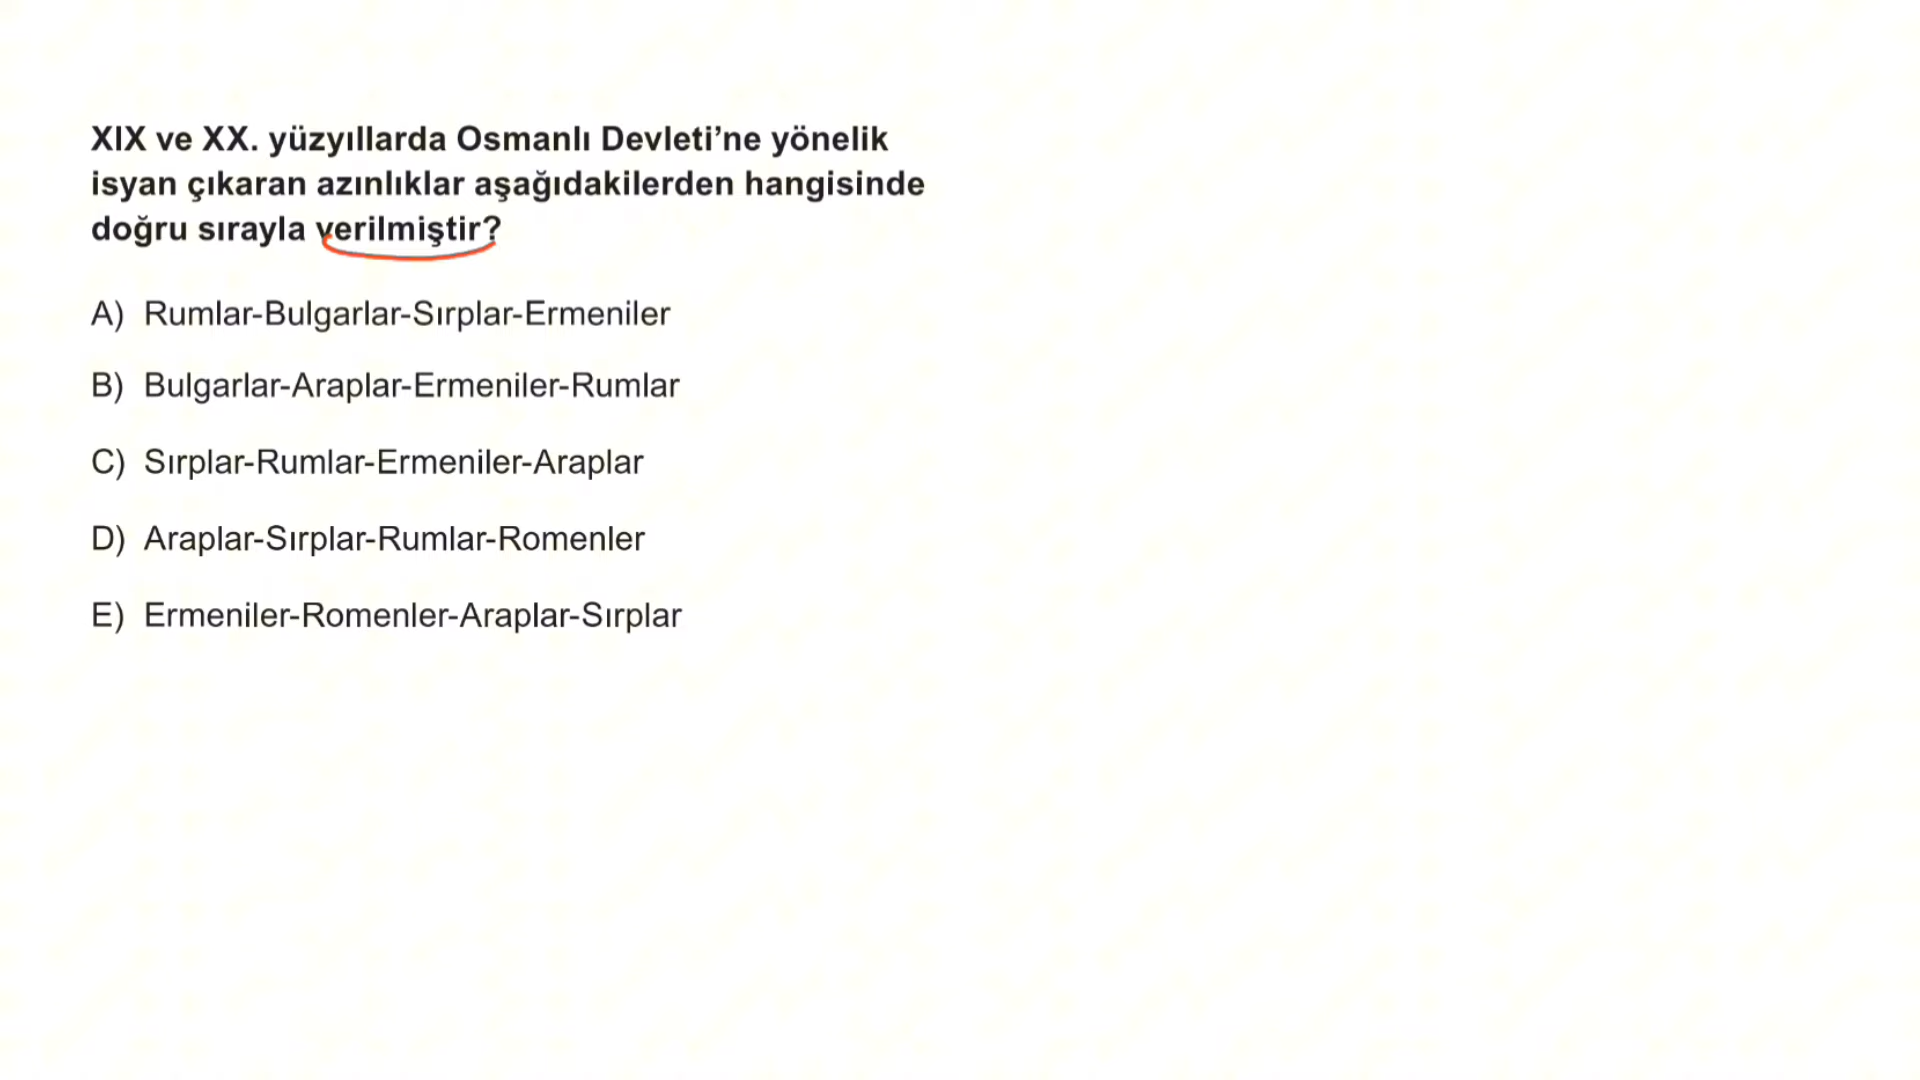 XIX ve XX. yüzyıllarda Osmanlı Devleti’ne yönelik
isyan çıkaran azınlıklar aşağıdakilerden hangisinde
doğru sırayla verilmiştir?
A) Rumlar-Bulgarlar-Sırplar-Ermeniler
B) Bulgarlar-Araplar-Ermeniler-Rumlar
C) Sırplar-Rumlar-Ermeniler-Araplar
D) Araplar-Sırplar-Rumlar-Romenler
E) Ermeniler-Romenler-Araplar-Sırplar